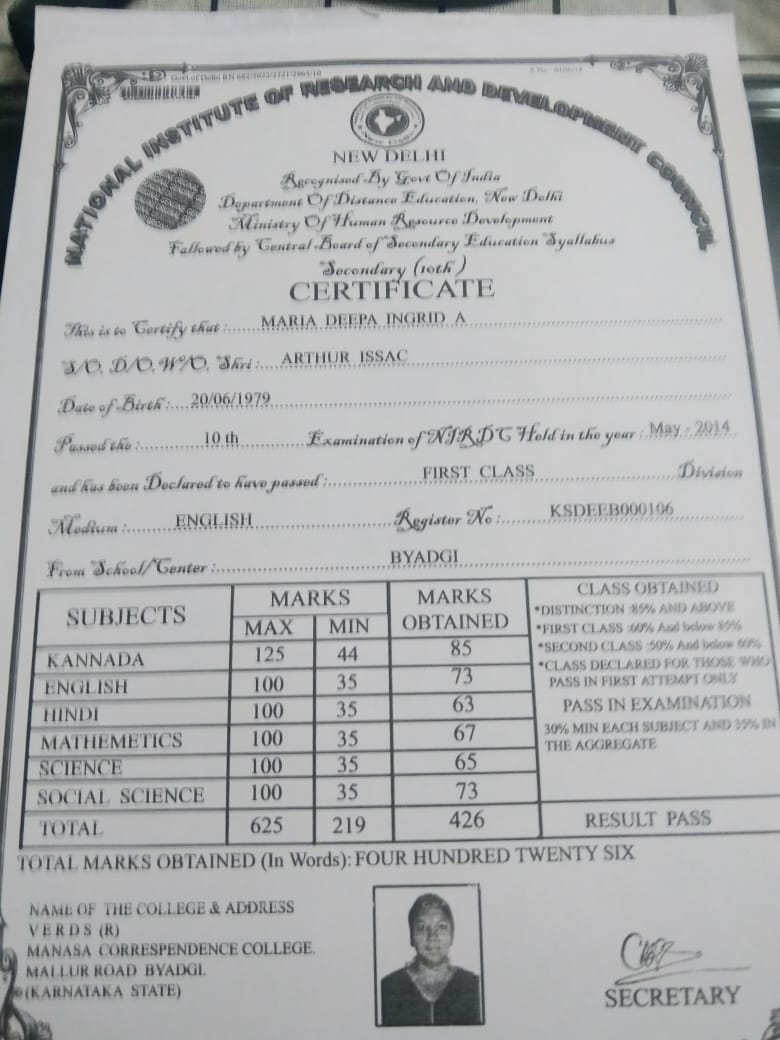 Govt of Delhi RN
NATIONAL INSTITUTE OF RESEARCH AND DEVELOPMENT COUNCIL
NEW DELHI
Recognised By Govt Of India
Department Of Distance Education, New Delhi
Ministry Of Human Resource Development
Fallowed by Central Board of Secondary Education Syallabus
Secondary (10th)
CERTIFICATE
This is to Certify that : MARIA DEEPA INGRID A
S/O, D/O, W/O, Shri : ARTHUR ISSAC
Date of Birth : 20/06/1979
Passed the : 10 th Examination of NIRDC Held in the year : May - 2014
and has been Declared to have passed : FIRST CLASS Division
Medium : ENGLISH Register No : KSDEEB000106
From School/Center : BYADGI
SUBJECTS MARKS MARKS OBTAINED
MAX MIN
KANNADA 125 44 85
ENGLISH 100 35 73
HINDI 100 35 63
MATHEMETICS 100 35 67
SCIENCE 100 35 65
SOCIAL SCIENCE 100 35 73
TOTAL 625 219 426
CLASS OBTAINED
*DISTINCTION :85% AND ABOVE
*FIRST CLASS :60% And below 85%
*SECOND CLASS :50% And below 60%
*CLASS DECLARED FOR THOSE WHO
PASS IN FIRST ATTEMPT ONLY
PASS IN EXAMINATION
30% MIN EACH SUBJECT AND 35% IN
THE AGGREGATE
RESULT PASS
TOTAL MARKS OBTAINED (In Words): FOUR HUNDRED TWENTY SIX
NAME OF THE COLLEGE & ADDRESS
V E R D S (R)
MANASA CORRESPENDENCE COLLEGE.
MALLUR ROAD BYADGI.
(KARNATAKA STATE)
SECRETARY